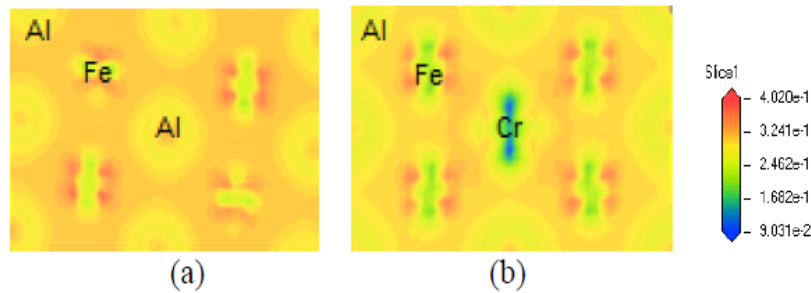 Al
Fe
Al
(a)
Al
Fe
Cr
(b)
Slice1
4.020e-1
3.241e-1
2.462e-1
1.682e-1
9.031e-2